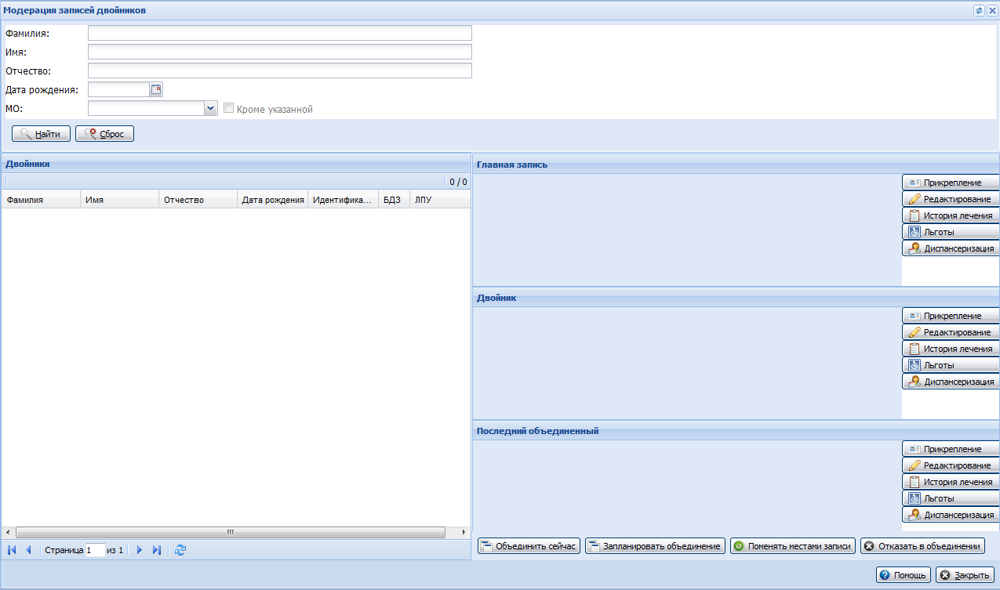 Модерация записей двойников
Фамилия:
Имя:
Отчество:
Дата рождения:
МО:
Кроме указанной
Найти Сброс
Двойники
0 / 0
Фамилия Имя Отчество Дата рождения Идентифика... БДЗ ЛПУ
Страница 1 из 1
Главная запись
Прикрепление
Редактирование
История лечения
Льготы
Диспансеризация
Двойник
Прикрепление
Редактирование
История лечения
Льготы
Диспансеризация
Последний объединенный
Прикрепление
Редактирование
История лечения
Льготы
Диспансеризация
Объединить сейчас Запланировать объединение Поменять местами записи Отказать в объединении
Помощь Закрыть